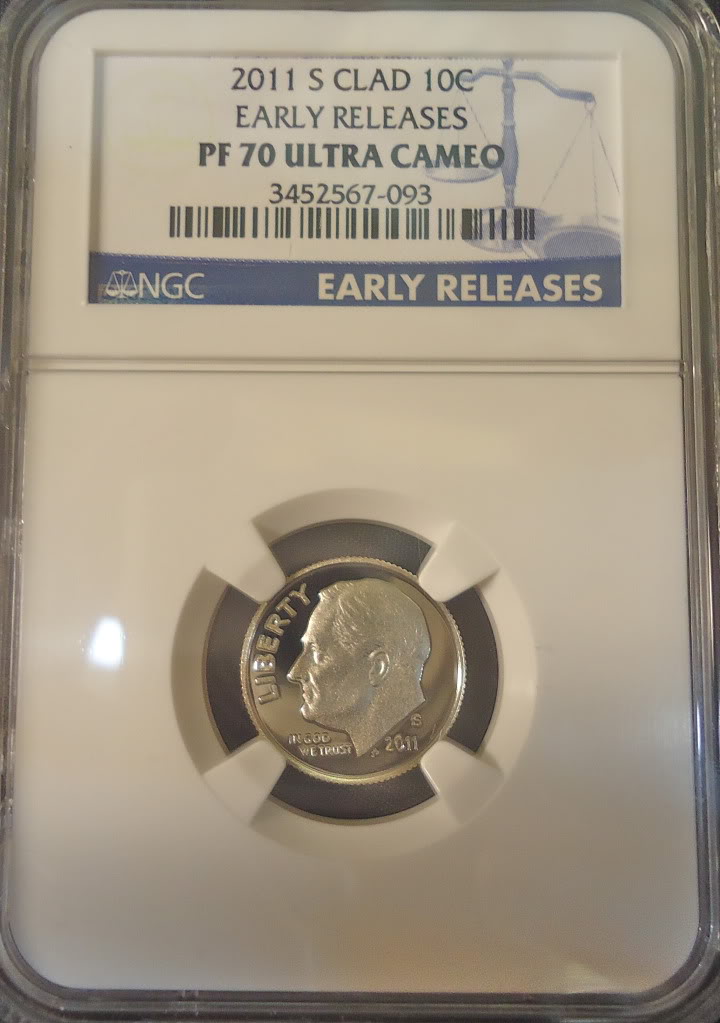 2011 S CLAD 10C
EARLY RELEASES
PF 70 ULTRA CAMEO
3452567-093
NGC
EARLY RELEASES
LIBERTY
IN GOD
WE TRUST
S
2011